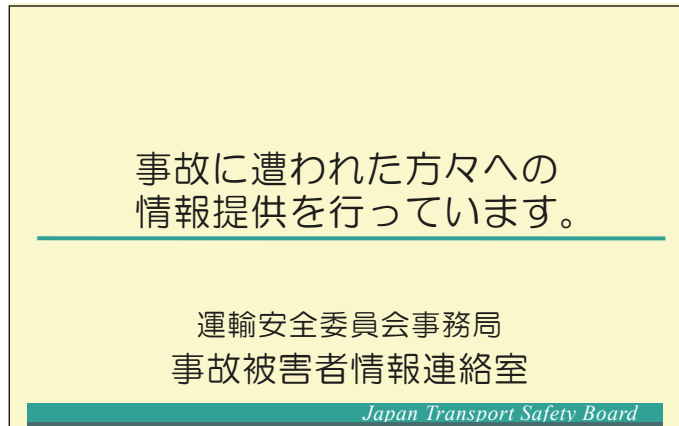 事故に遭われた方々への
情報提供を行っています。
運輸安全委員会事務局
事故被害者情報連絡室
Japan Transport Safety Board